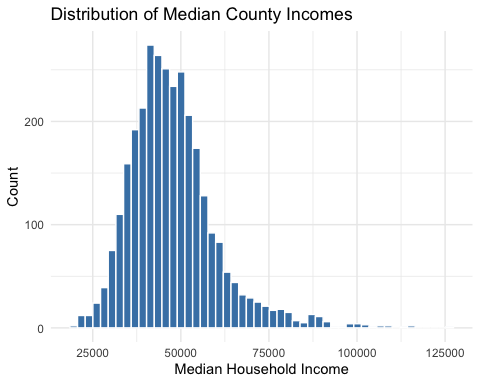 Distribution of Median County Incomes
Count
200
100
0
25000 50000 75000 100000 125000
Median Household Income